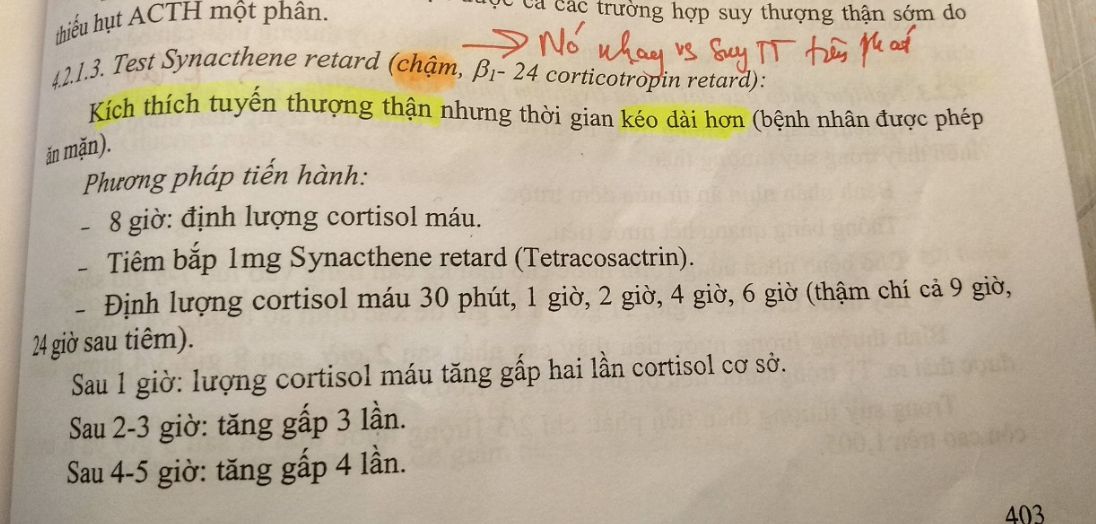 cả các trường hợp suy thượng thận sớm do
thiếu hụt ACTH một phần.
→ Nó nhạy vs Suy TT
4.2.1.3. Test Synacthene retard (chậm, β1- 24 corticotropin retard):
Kích thích tuyến thượng thận nhưng thời gian kéo dài hơn (bệnh nhân được phép
ăn mặn).
Phương pháp tiến hành:
- 8 giờ: định lượng cortisol máu.
- Tiêm bắp 1mg Synacthene retard (Tetracosactrin).
- Định lượng cortisol máu 30 phút, 1 giờ, 2 giờ, 4 giờ, 6 giờ (thậm chí cả 9 giờ,
24 giờ sau tiêm).
Sau 1 giờ: lượng cortisol máu tăng gấp hai lần cortisol cơ sở.
Sau 2-3 giờ: tăng gấp 3 lần.
Sau 4-5 giờ: tăng gấp 4 lần.
403